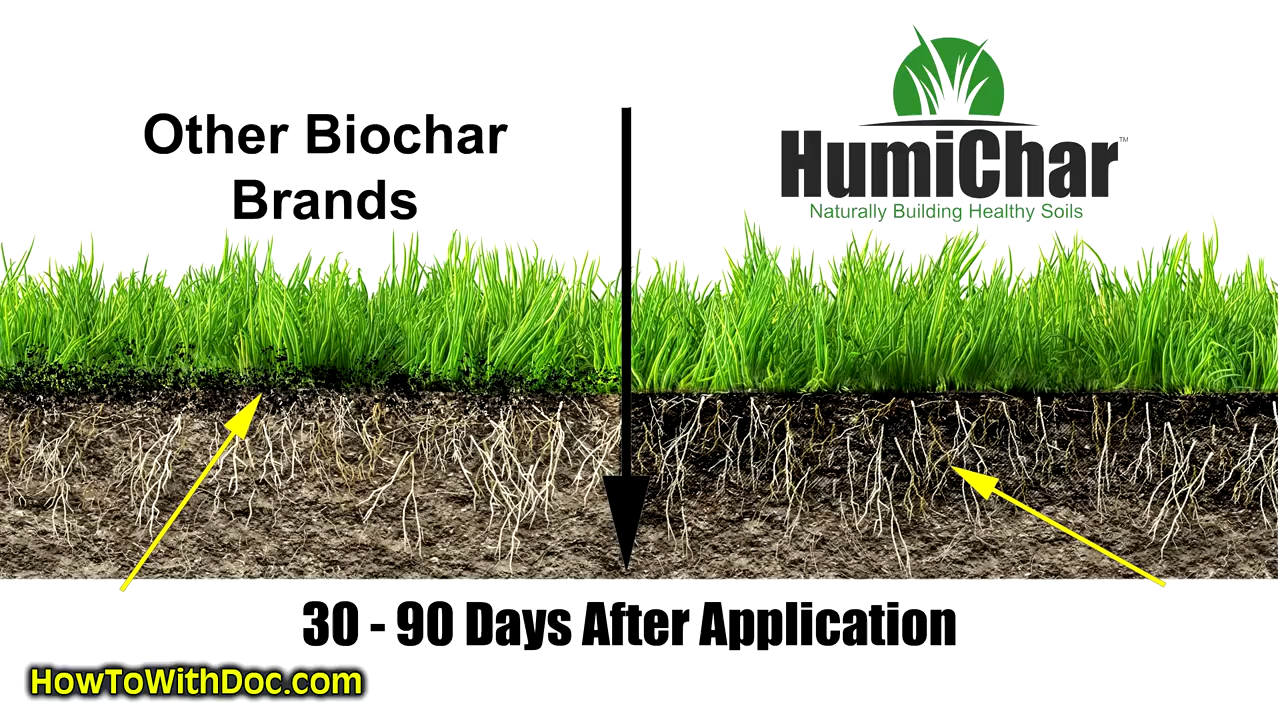 Other Biochar
Brands
HumiChar™
Naturally Building Healthy Soils
30 - 90 Days After Application
HowToWithDoc.com